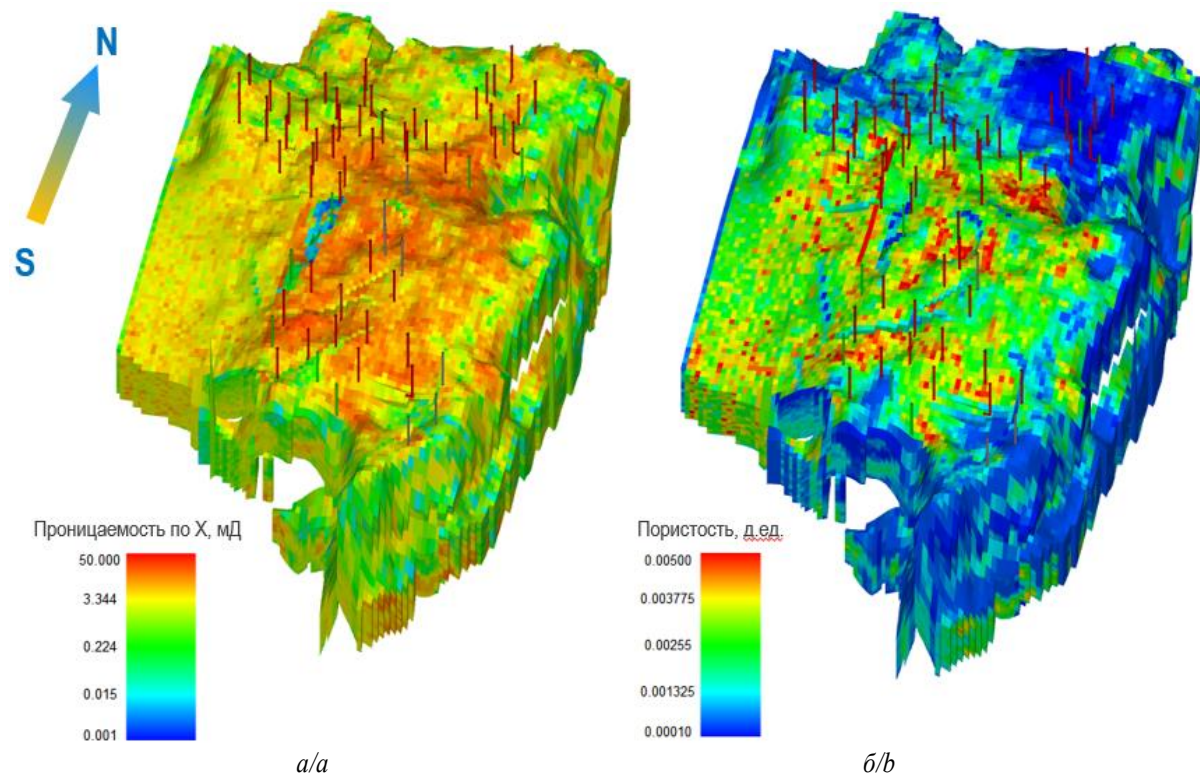 N
S
Проницаемость по X, мД
50.000
3.344
0.224
0.015
0.001
Пористость, д.ед.
0.00500
0.003775
0.00255
0.001325
0.00010
а/a
б/b